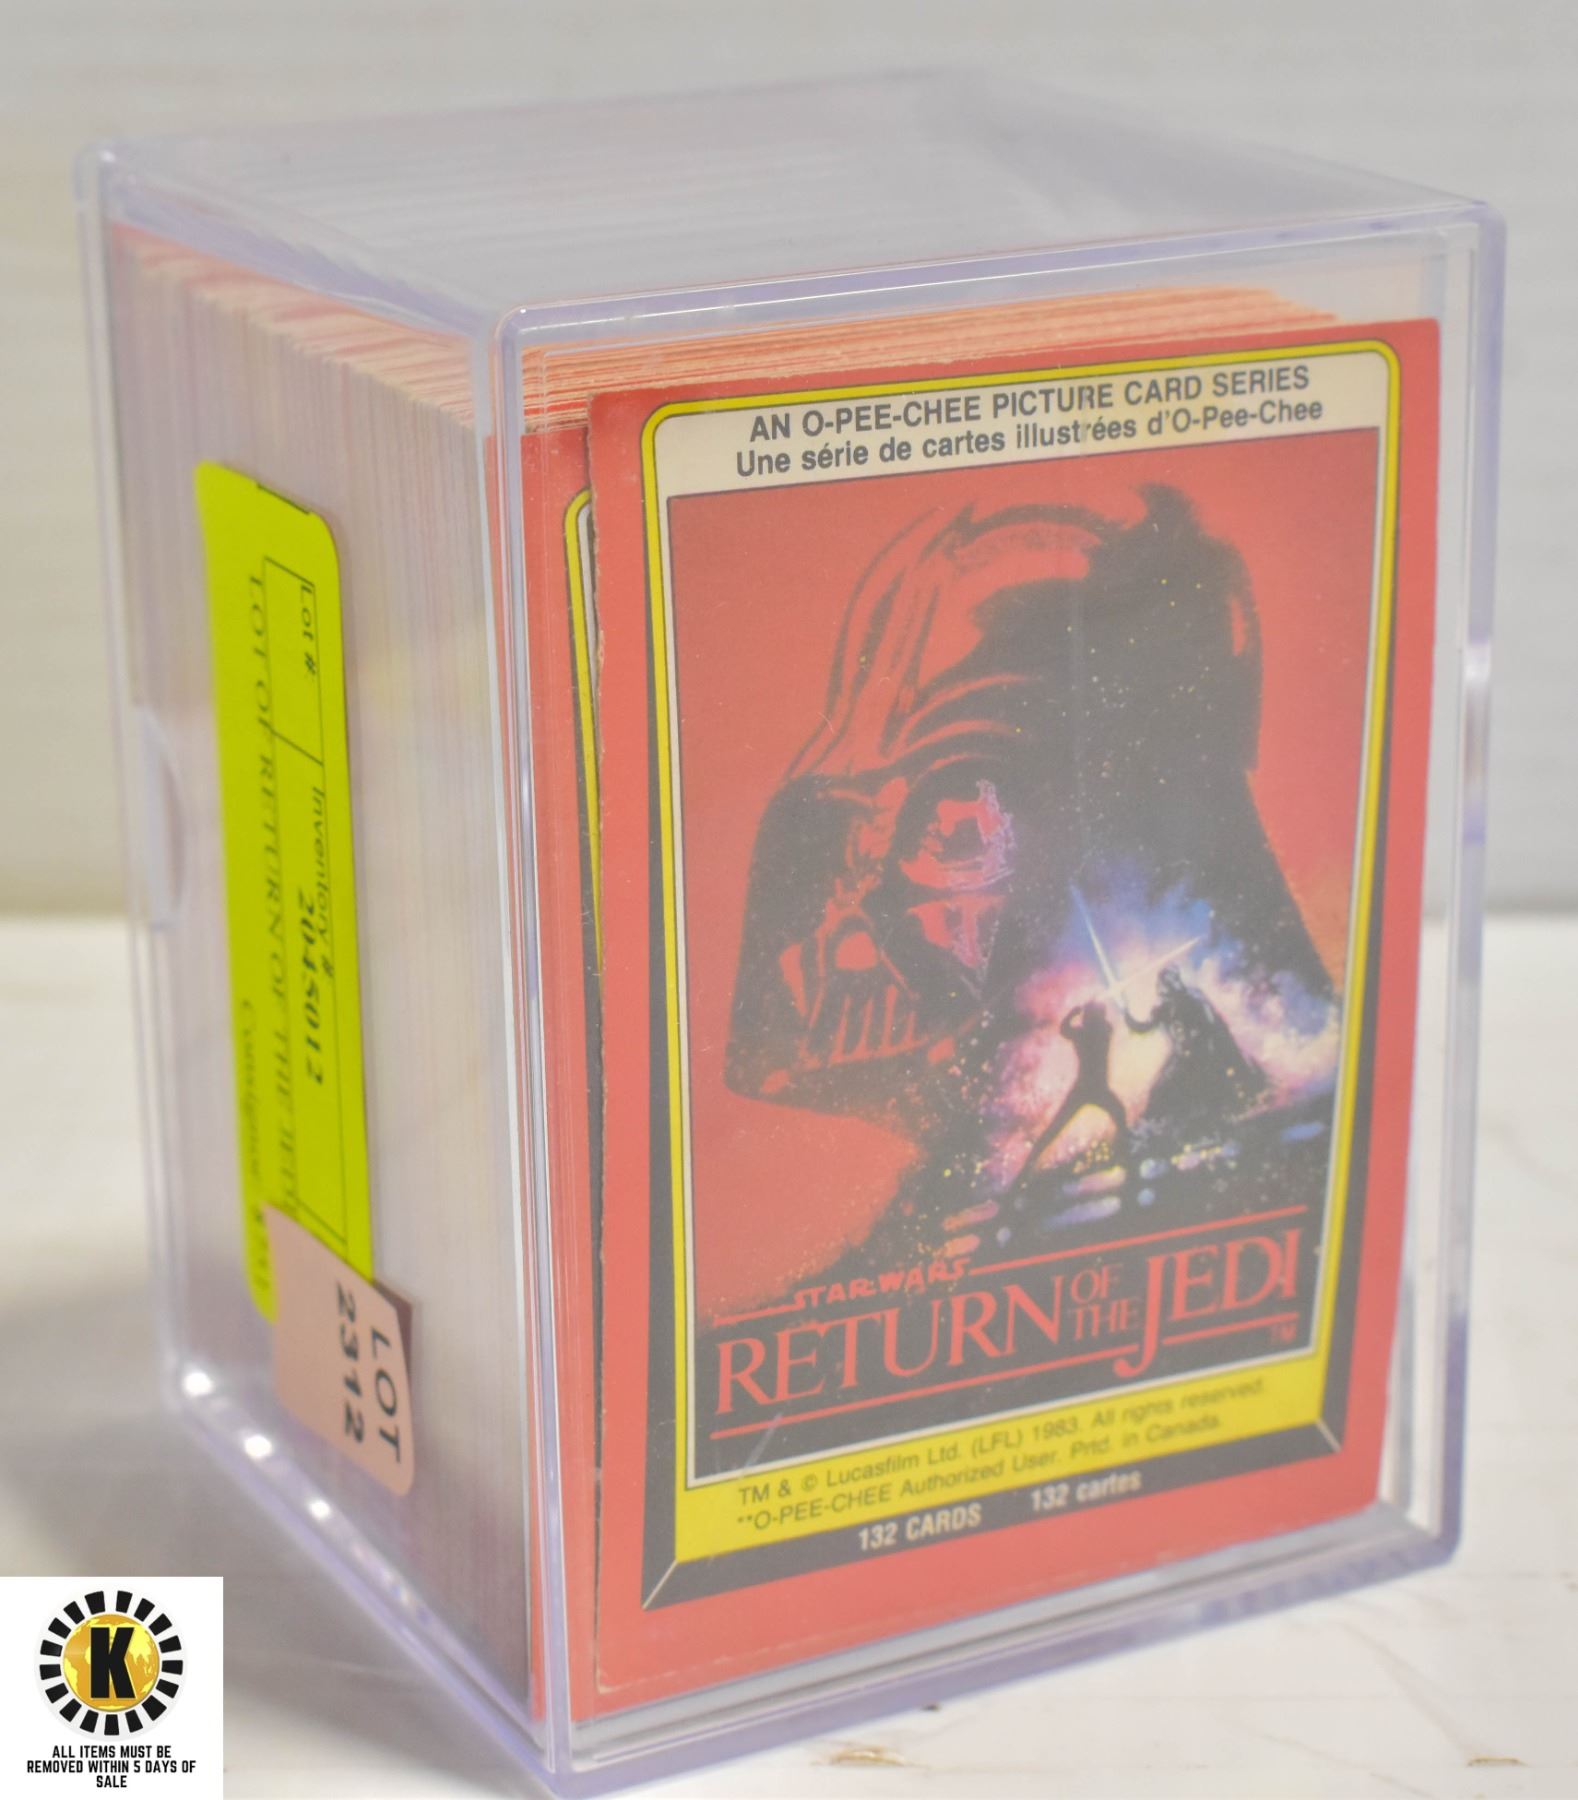 AN O-PEE-CHEE PICTURE CARD SERIES
Une série de cartes illustrées d'O-Pee-Chee
STAR WARS
RETURN OF THE JEDI
TM
TM & © Lucasfilm Ltd. (LFL) 1983. All rights reserved.
**O-PEE-CHEE Authorized User. Prtd. in Canada.
132 CARDS 132 cartes
Lot #: Inventory #
204S012
LOT OF RETURN OF THE JEDI
LOT
2312
K
ALL ITEMS MUST BE
REMOVED WITHIN 5 DAYS OF
SALE